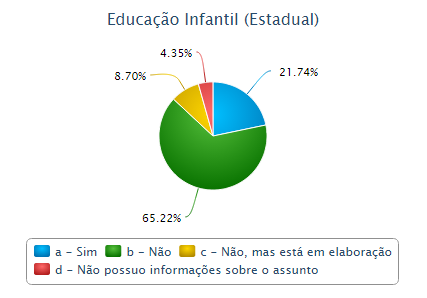 Educação Infantil (Estadual)
4.35%
21.74%
8.70%
65.22%
a - Sim b - Não c - Não, mas está em elaboração
d - Não possuo informações sobre o assunto